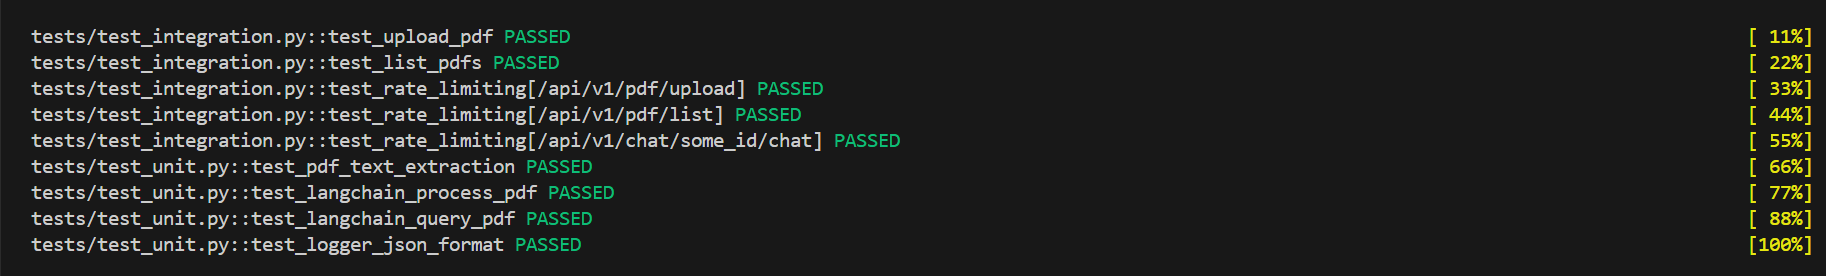 tests/test_integration.py::test_upload_pdf PASSED [ 11%]
tests/test_integration.py::test_list_pdfs PASSED [ 22%]
tests/test_integration.py::test_rate_limiting[/api/v1/pdf/upload] PASSED [ 33%]
tests/test_integration.py::test_rate_limiting[/api/v1/pdf/list] PASSED [ 44%]
tests/test_integration.py::test_rate_limiting[/api/v1/chat/some_id/chat] PASSED [ 55%]
tests/test_unit.py::test_pdf_text_extraction PASSED [ 66%]
tests/test_unit.py::test_langchain_process_pdf PASSED [ 77%]
tests/test_unit.py::test_langchain_query_pdf PASSED [ 88%]
tests/test_unit.py::test_logger_json_format PASSED [100%]